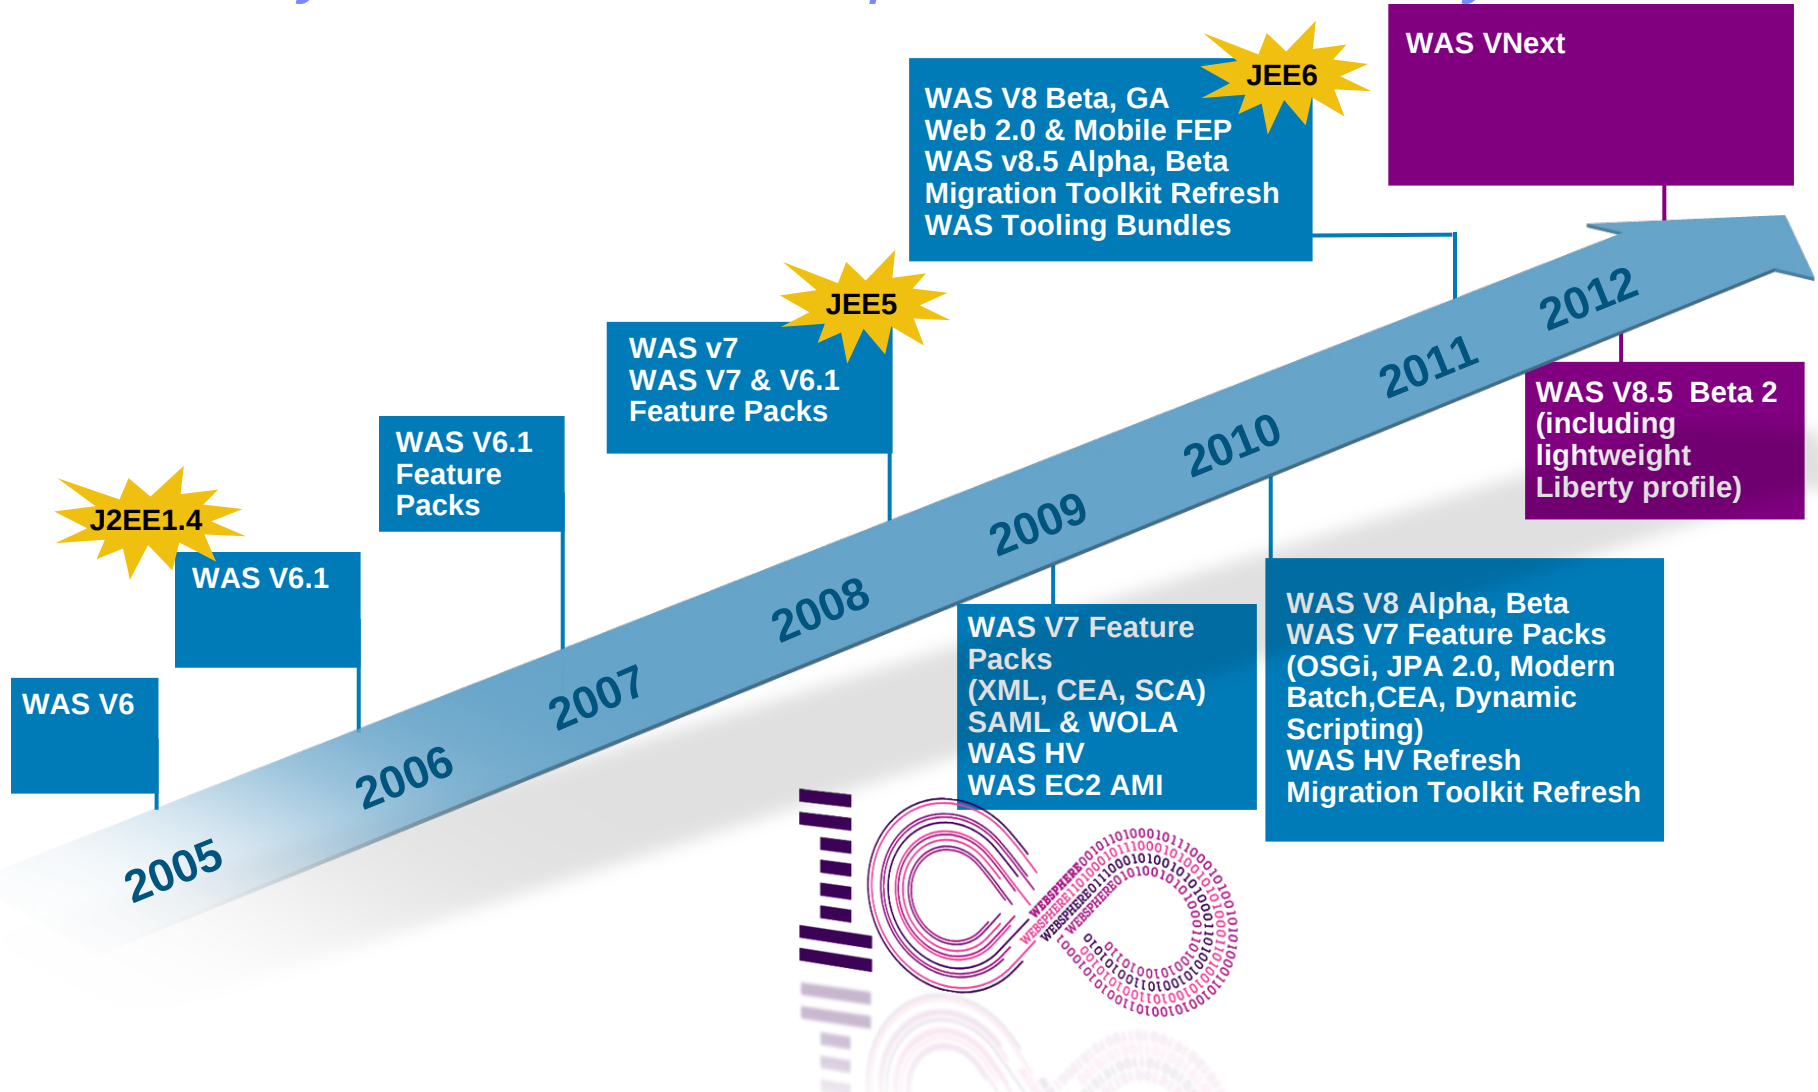 WAS VNext
JEE6
WAS V8 Beta, GA
Web 2.0 & Mobile FEP
WAS v8.5 Alpha, Beta
Migration Toolkit Refresh
WAS Tooling Bundles
JEE5
WAS v7
WAS V7 & V6.1
Feature Packs
WAS V6.1
Feature
Packs
J2EE1.4
WAS V6.1
WAS V6
2005
2006
2007
2008
2009
2010
2011
2012
WAS V8.5  Beta 2
(including
lightweight
Liberty profile)
WAS V7 Feature
Packs
(XML, CEA, SCA)
SAML & WOLA
WAS HV
WAS EC2 AMI
WAS V8 Alpha, Beta
WAS V7 Feature Packs
(OSGi, JPA 2.0, Modern
Batch,CEA, Dynamic
Scripting)
WAS HV Refresh
Migration Toolkit Refresh
WEBSPHERE
WEBSPHERE
WEBSPHERE
WEBSPHERE